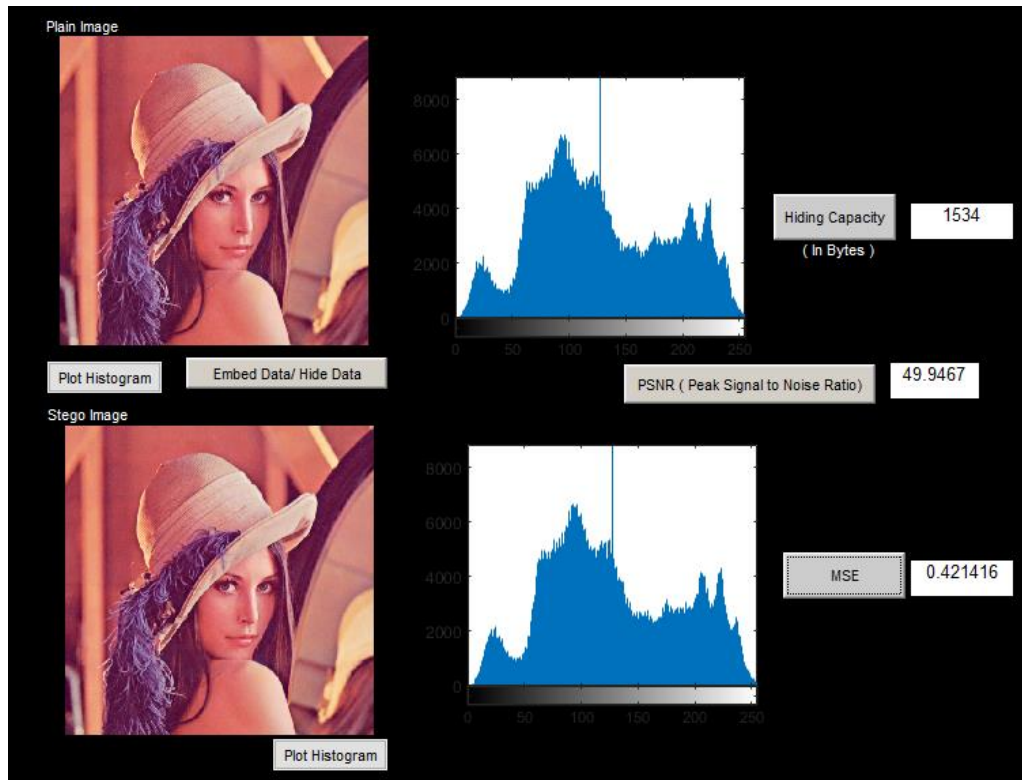 Plain Image
8000
6000
4000
2000
0
0 50 100 150 200 250
Hiding Capacity
1534
( In Bytes )
Plot Histogram
Embed Data/ Hide Data
PSNR ( Peak Signal to Noise Ratio)
49.9467
Stego Image
8000
6000
4000
2000
0
0 50 100 150 200 250
MSE
0.421416
Plot Histogram